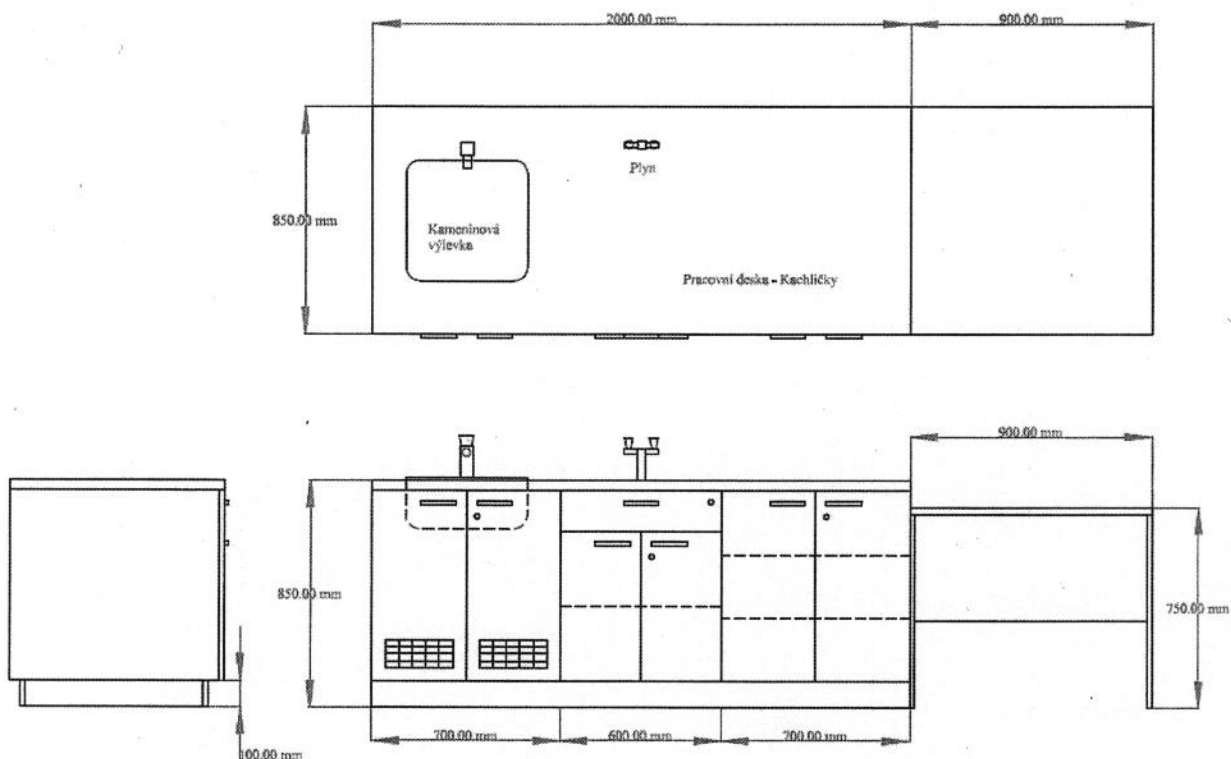 2000.00 mm
900.00 mm
850.00 mm
Plyn
Kameninová
výlevka
Pracovní deska - Kachličky
900.00 mm
850.00 mm
750.00 mm
100.00 mm
700.00 mm
600.00 mm
700.00 mm